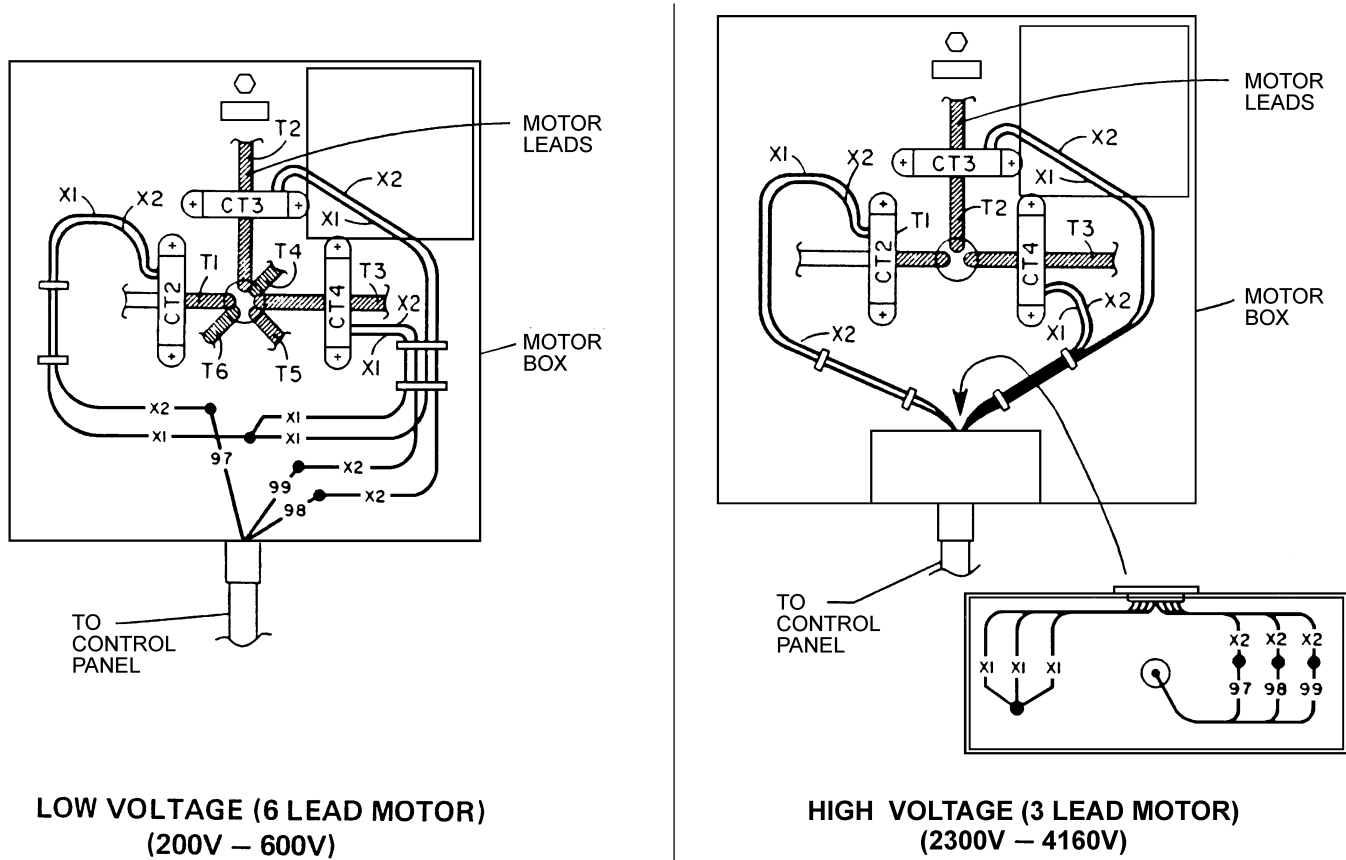 T2
MOTOR
LEADS
X1
X2
CT3
X2
X1
T4
T1
T3
CT2
CT4
X2
X1
T6
T5
MOTOR
BOX
X2
X1
X1
X1
97
X2
99
X2
98
TO
CONTROL
PANEL
LOW VOLTAGE (6 LEAD MOTOR)
(200V – 600V)
MOTOR
LEADS
X1
X2
CT3
X2
X1
T1
T2
T3
CT2
CT4
X2
X1
X2
MOTOR
BOX
TO
CONTROL
PANEL
X1
X1
X1
X2
X2
X2
97
98
99
HIGH VOLTAGE (3 LEAD MOTOR)
(2300V – 4160V)